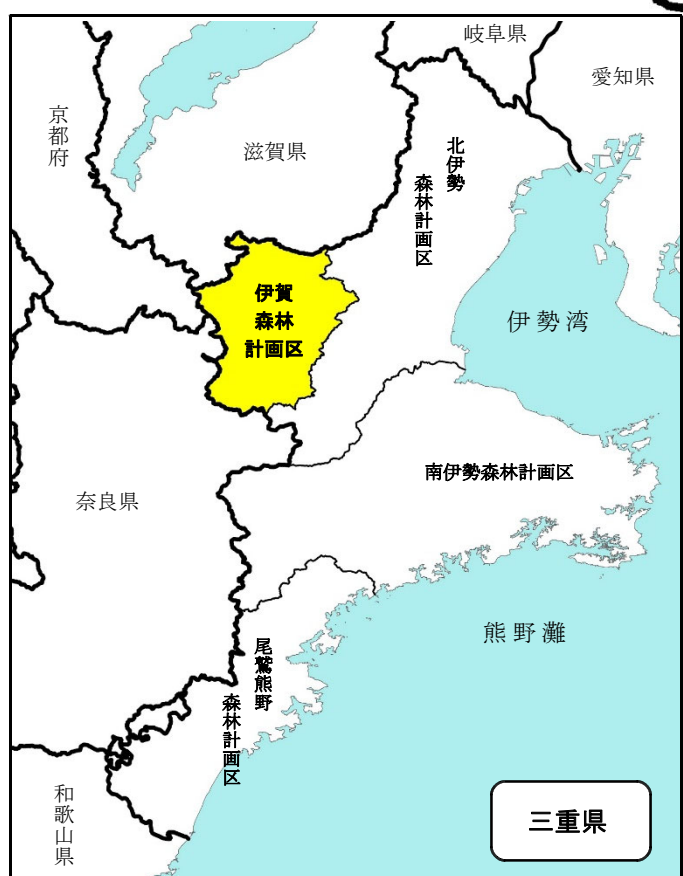 岐阜県
愛知県
京都府
滋賀県
北伊勢
森林計画区
伊賀
森林
計画区
伊勢湾
南伊勢森林計画区
奈良県
熊野灘
尾鷲熊野
森林計画区
和歌山県
三重県